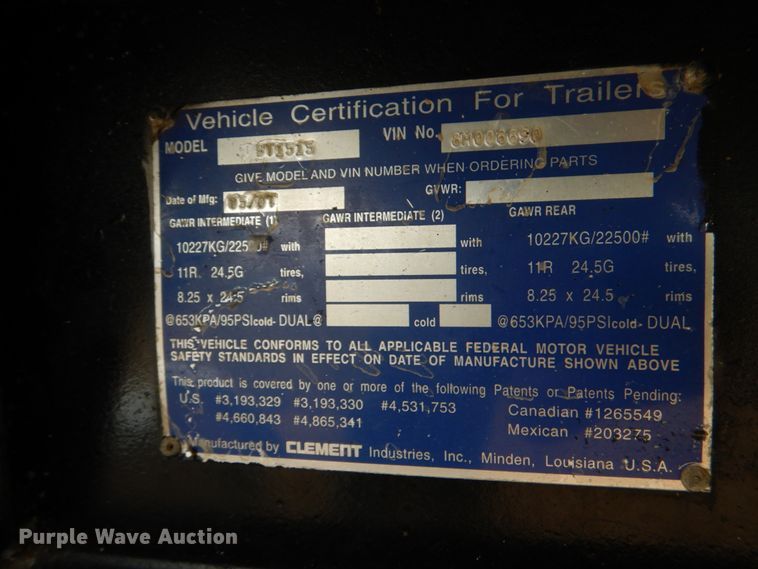 Vehicle Certification For Trailers
MODEL VIN No.
GIVE MODEL AND VIN NUMBER WHEN ORDERING PARTS
Date of Mfg: GVWR:
GAWR INTERMEDIATE (1) GAWR INTERMEDIATE (2) GAWR REAR
10227KG/22500# with with 10227KG/22500# with
11R 24.5G tires, tires, 11R 24.5G tires,
8.25 x 24.5 rims rims 8.25 x 24.5 rims
@653KPA/95PSI cold- DUAL @ cold @653KPA/95PSI cold- DUAL
THIS VEHICLE CONFORMS TO ALL APPLICABLE FEDERAL MOTOR VEHICLE
SAFETY STANDARDS IN EFFECT ON DATE OF MANUFACTURE SHOWN ABOVE
This product is covered by one or more of the following Patents or Patents Pending:
U.S. #3,193,329 #3,193,330 #4,531,753 Canadian #1265549
#4,660,843 #4,865,341 Mexican #203275
Manufactured by CLEMENT Industries, Inc., Minden, Louisiana U.S.A.
Purple Wave Auction